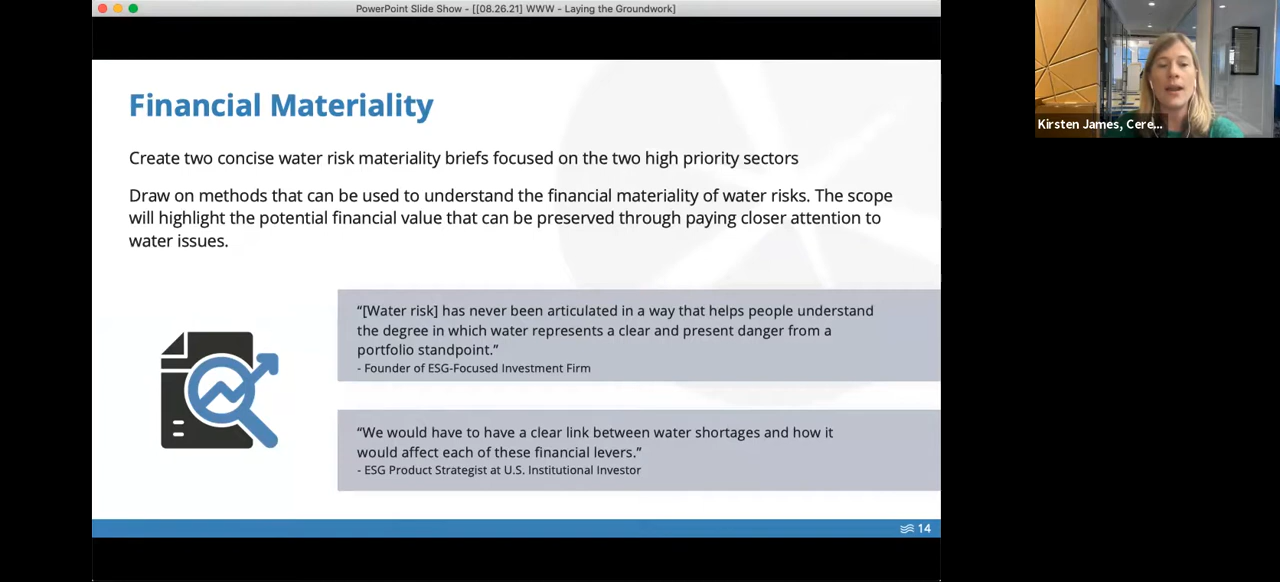 PowerPoint Slide Show - [[08.26.21] WWW - Laying the Groundwork]
Financial Materiality
Create two concise water risk materiality briefs focused on the two high priority sectors
Draw on methods that can be used to understand the financial materiality of water risks. The scope
will highlight the potential financial value that can be preserved through paying closer attention to
water issues.
“[Water risk] has never been articulated in a way that helps people understand
the degree in which water represents a clear and present danger from a
portfolio standpoint.”
- Founder of ESG-Focused Investment Firm
“We would have to have a clear link between water shortages and how it
would affect each of these financial levers.”
- ESG Product Strategist at U.S. Institutional Investor
14
Kirsten James, Cere...